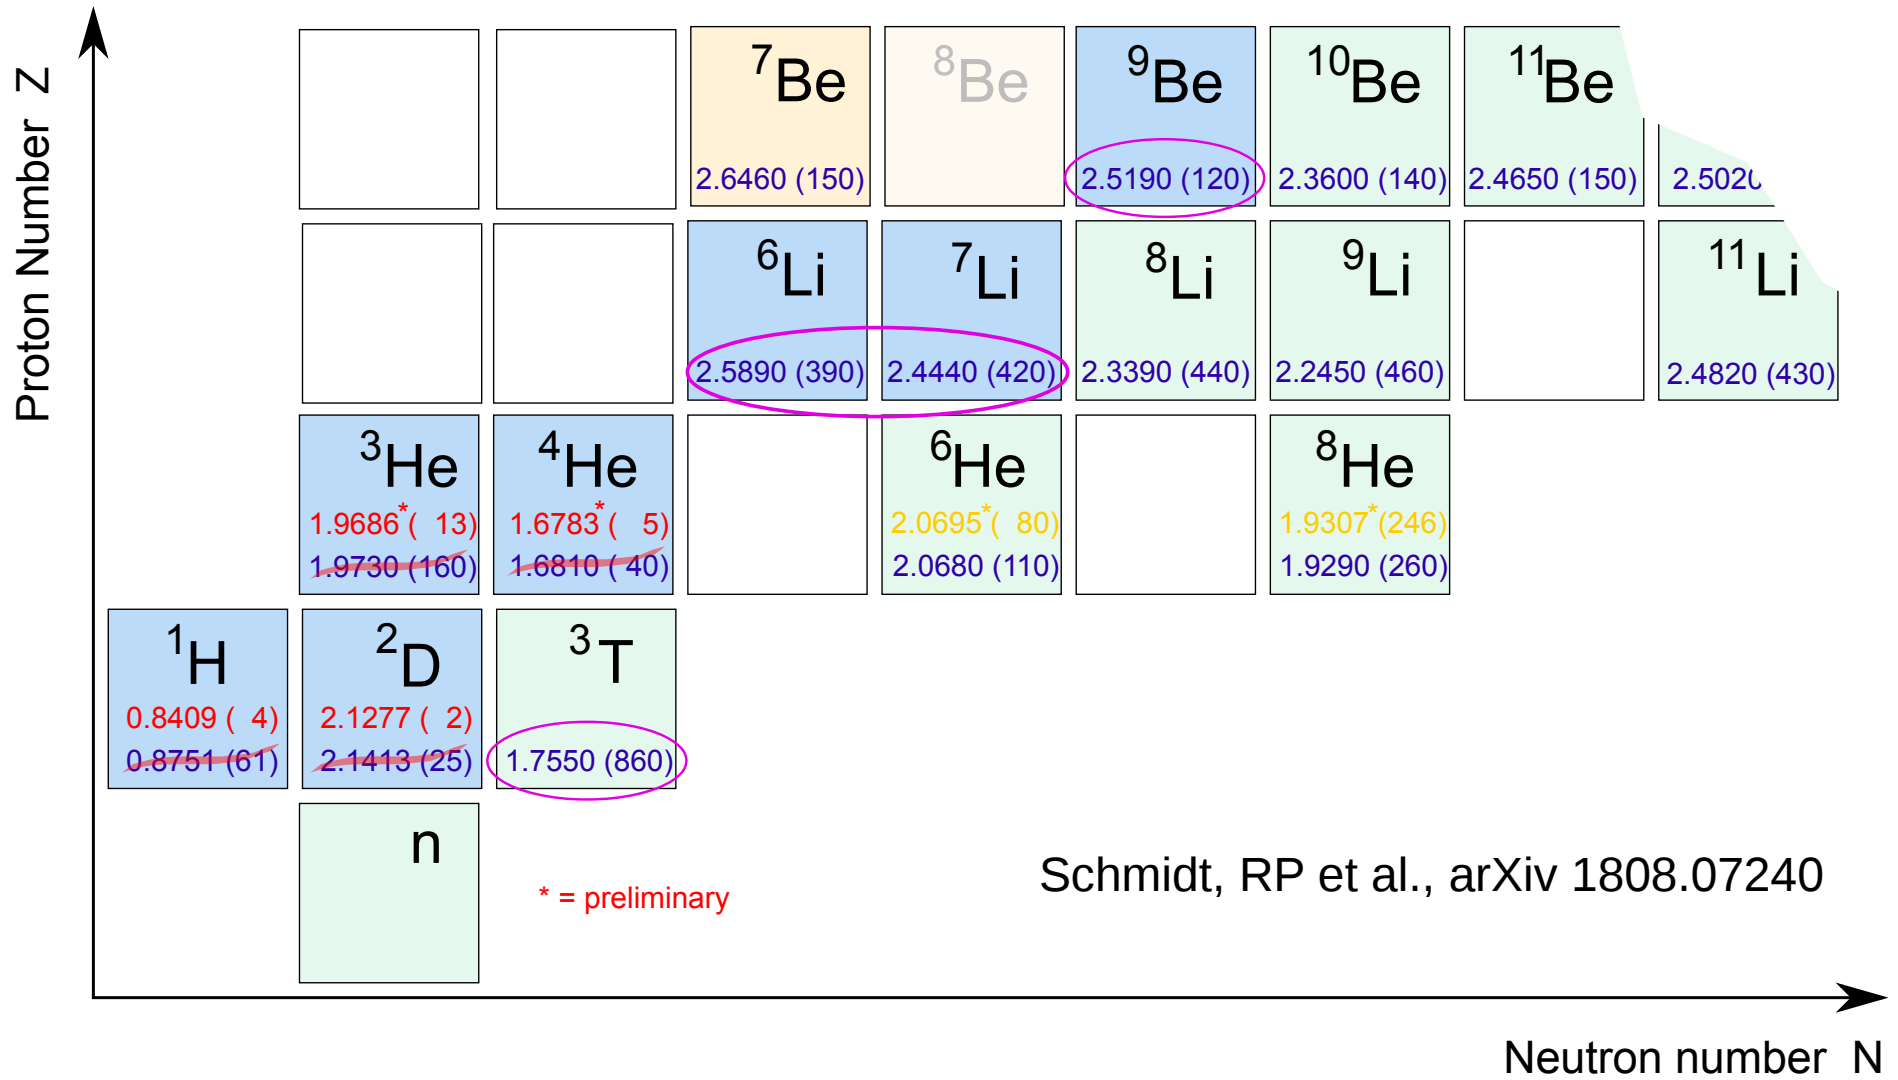 Proton Number Z
7Be
2.6460 (150)
8Be
9Be
2.5190 (120)
10Be
2.3600 (140)
11Be
2.4650 (150)
2.5020
6Li
2.5890 (390)
7Li
2.4440 (420)
8Li
2.3390 (440)
9Li
2.2450 (460)
11Li
2.4820 (430)
3He
1.9686*( 13)
1.9730 (160)
4He
1.6783*( 5)
1.6810 ( 40)
6He
2.0695*( 80)
2.0680 (110)
8He
1.9307*(246)
1.9290 (260)
1H
0.8409 ( 4)
0.8751 (61)
2D
2.1277 ( 2)
2.1413 (25)
3T
1.7550 (860)
n
* = preliminary
Schmidt, RP et al., arXiv 1808.07240
Neutron number N